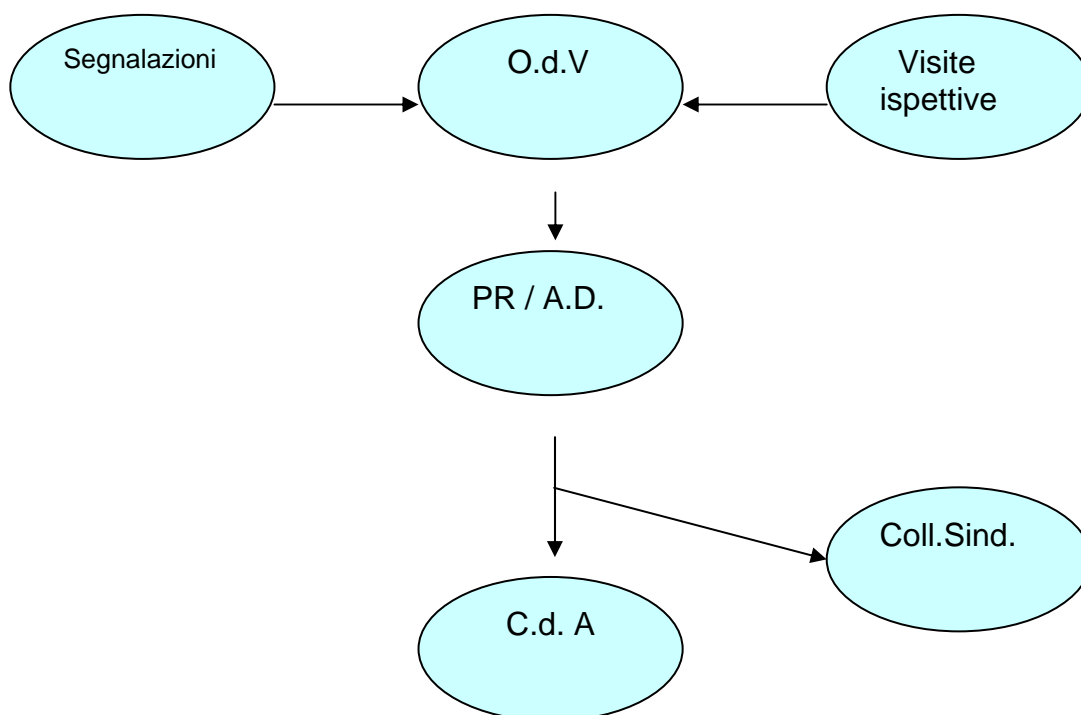 Segnalazioni
O.d.V
Visite
ispettive
PR / A.D.
Coll.Sind.
C.d. A